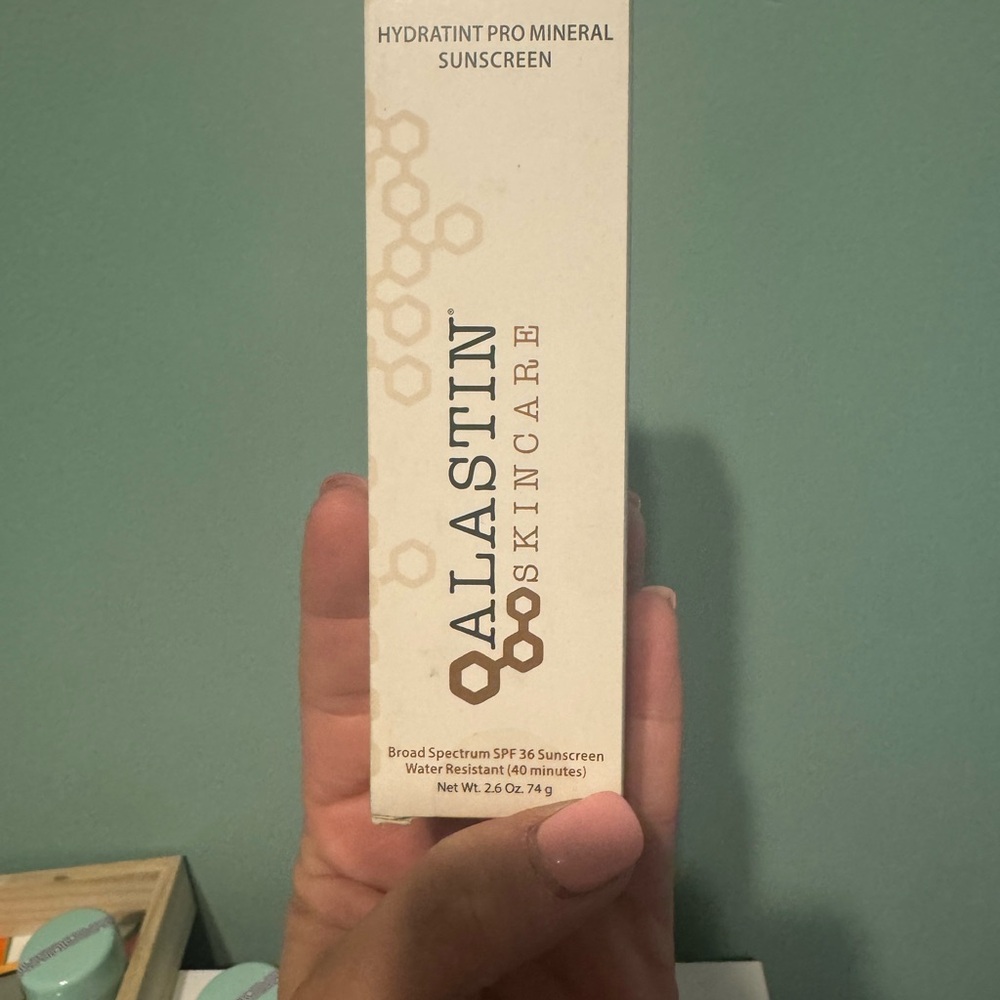 HYDRATINT PRO MINERAL
SUNSCREEN
ALASTIN®
SKINCARE
Broad Spectrum SPF 36 Sunscreen
Water Resistant (40 minutes)
Net Wt. 2.6 Oz. 74 g